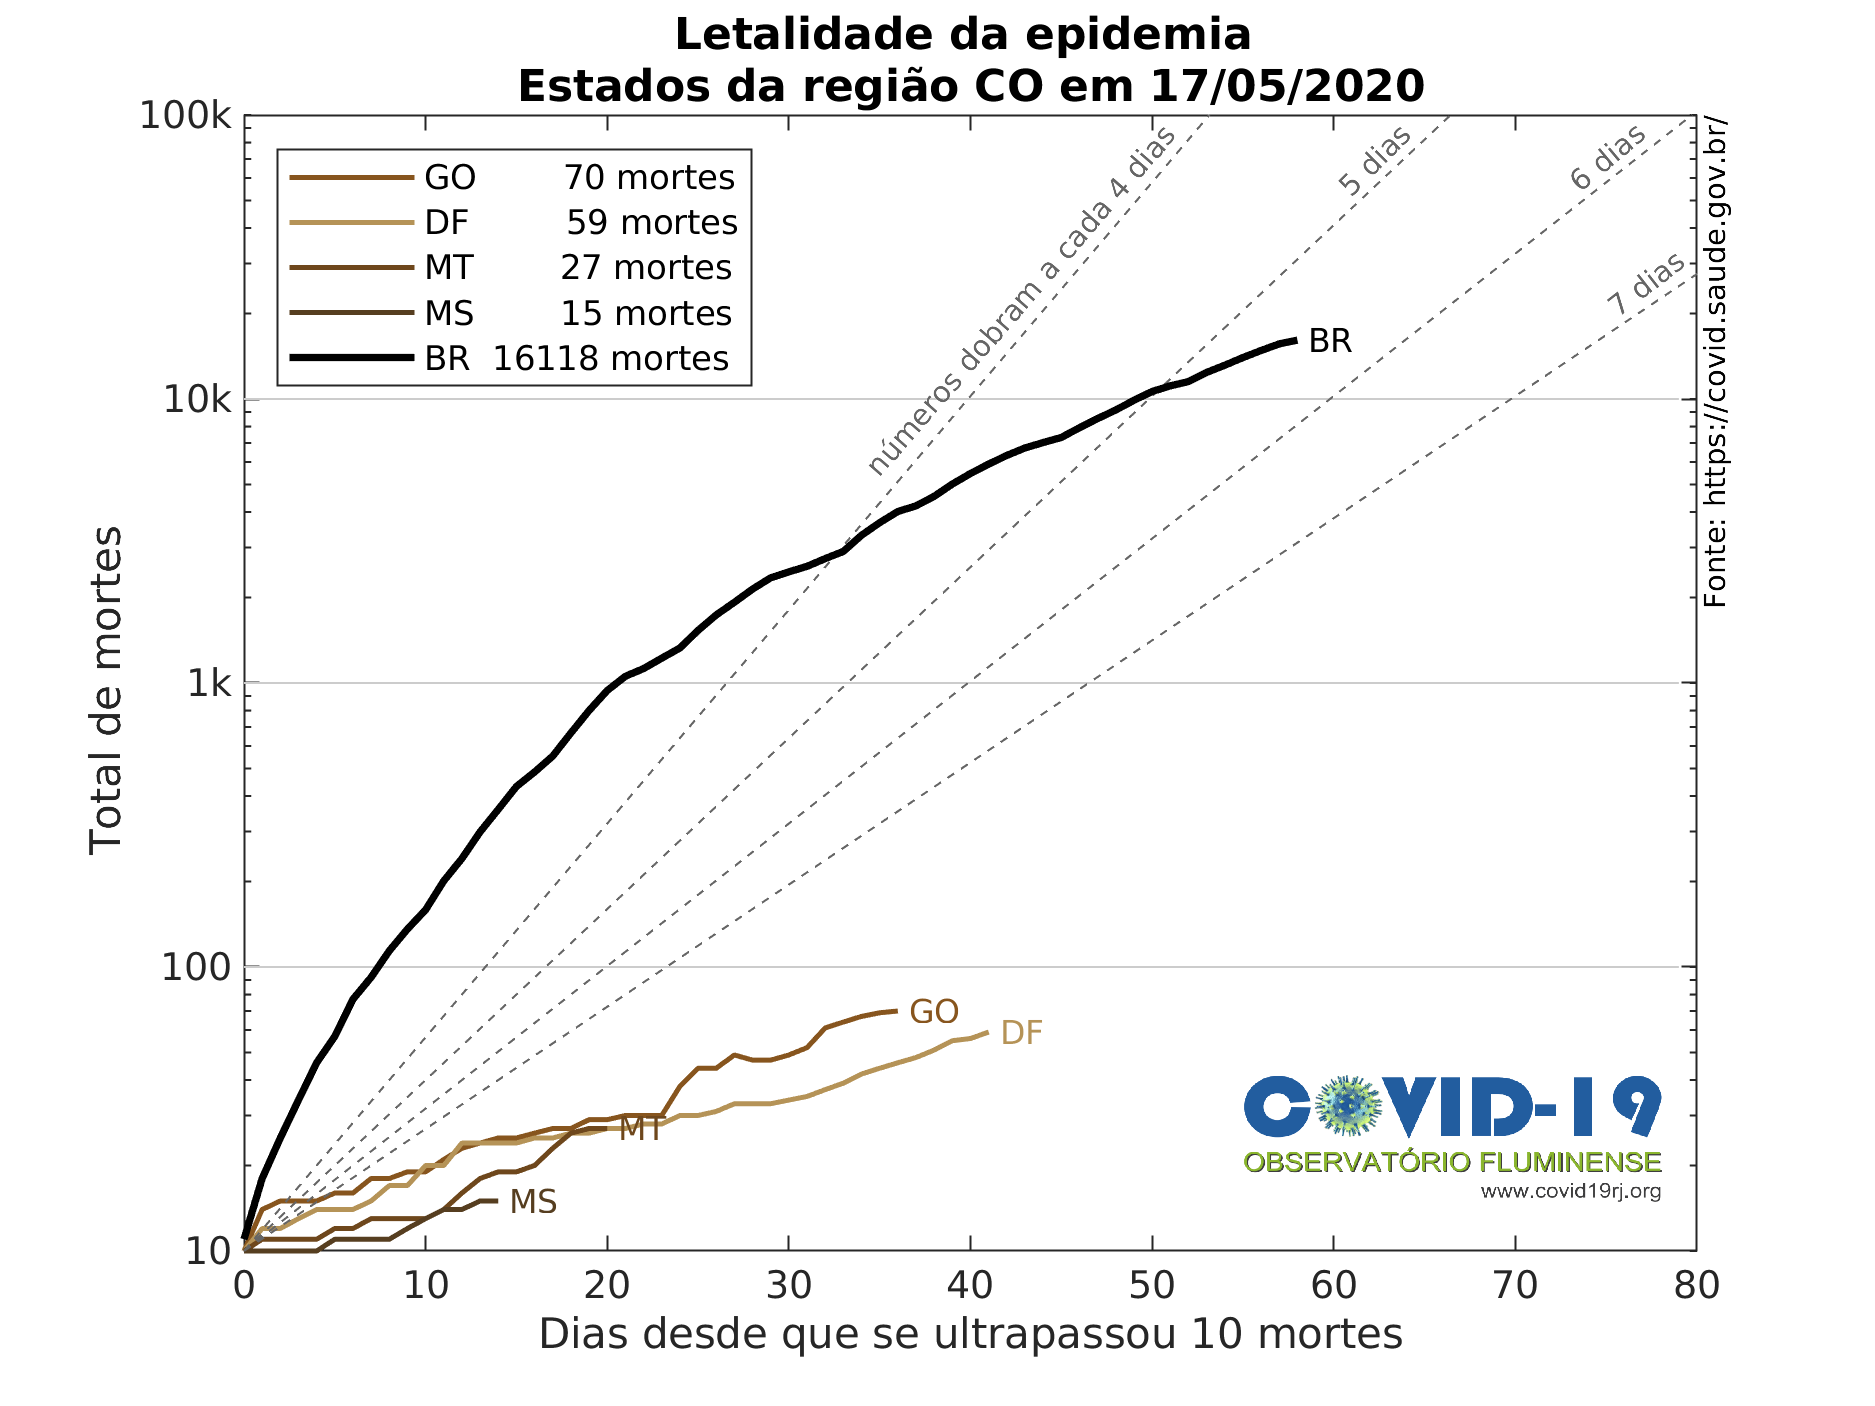 Letalidade da epidemia
Estados da região CO em 17/05/2020
100k
10k
1k
100
10
Total de mortes
GO 70 mortes
DF 59 mortes
MT 27 mortes
MS 15 mortes
BR 16118 mortes
números dobram a cada 4 dias
5 dias
6 dias
7 dias
BR
GO
DF
MT
MS
Fonte: https://covid.saude.gov.br/
COVID-19
OBSERVATÓRIO FLUMINENSE
www.covid19rj.org
0 10 20 30 40 50 60 70 80
Dias desde que se ultrapassou 10 mortes